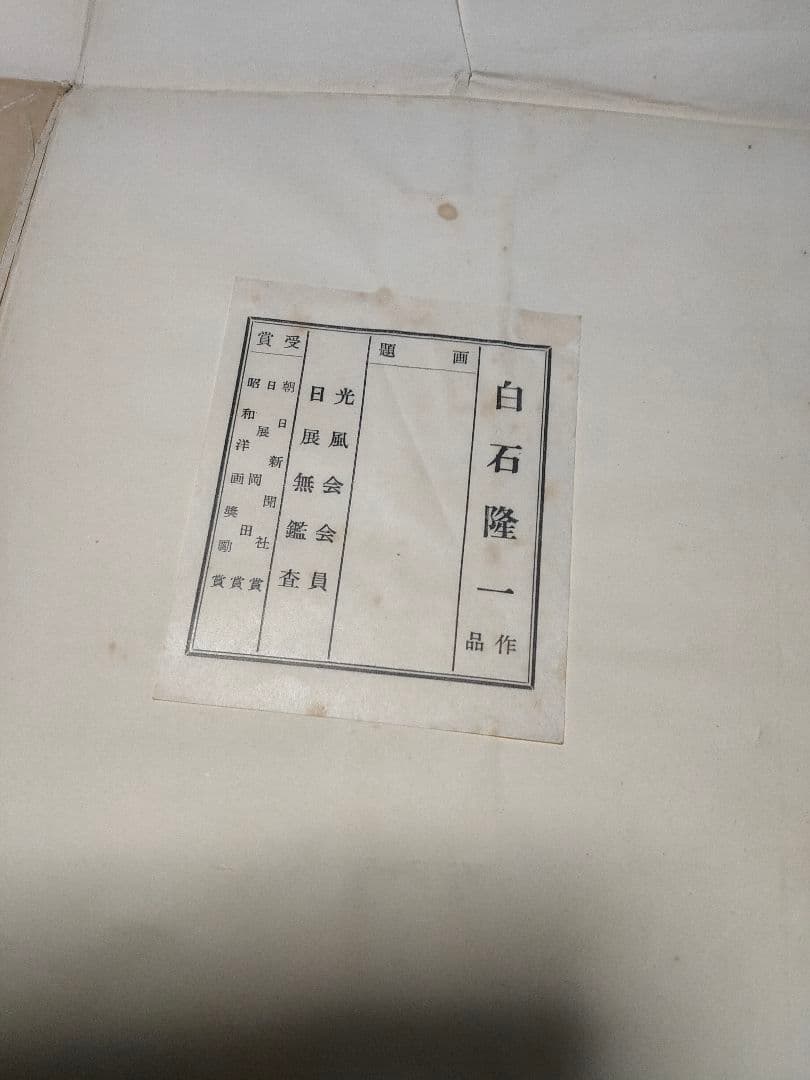 白石隆一作品
画題
光風会会員
日展無鑑査
受賞
朝日新聞社賞
日展岡田賞
昭和洋画奨励賞